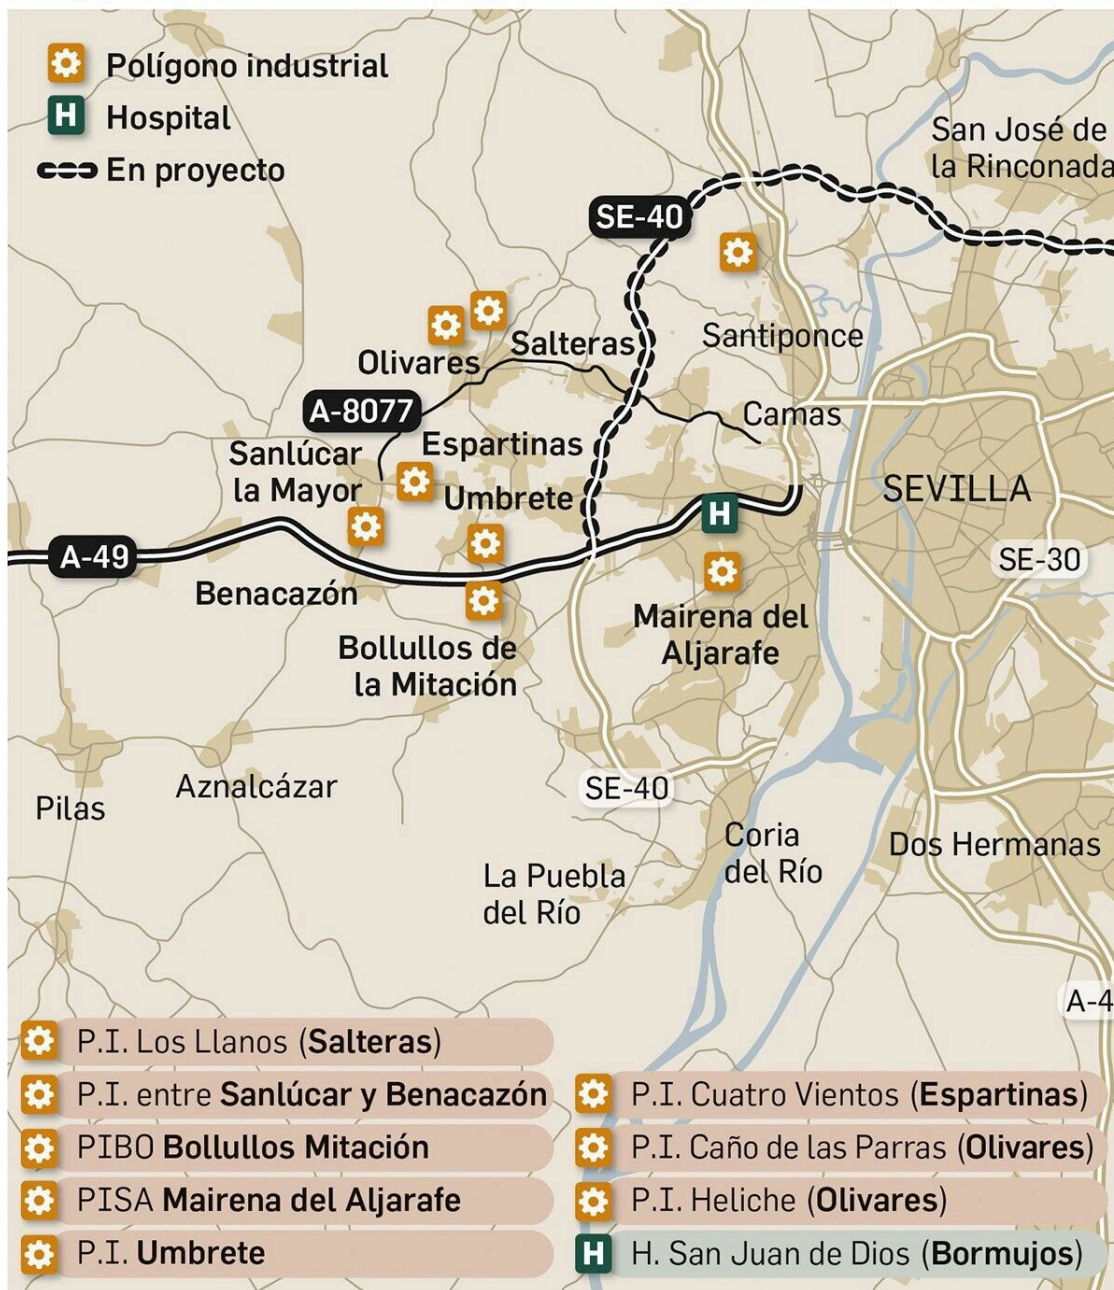 Polígono industrial
H Hospital
En proyecto
San José de
la Rinconada
SE-40
Santiponce
Salteras
Olivares
A-8077
Camas
Espartinas
Sanlúcar
la Mayor
Umbrete
SEVILLA
H
A-49
SE-30
Benacazón
Mairena del
Aljarafe
Bollullos de
la Mitación
Aznalcázar
SE-40
Pilas
Coria
del Río
Dos Hermanas
La Puebla
del Río
A-4
P.I. Los Llanos (Salteras)
P.I. entre Sanlúcar y Benacazón
PIBO Bollullos Mitación
PISA Mairena del Aljarafe
P.I. Umbrete
P.I. Cuatro Vientos (Espartinas)
P.I. Caño de las Parras (Olivares)
P.I. Heliche (Olivares)
H H. San Juan de Dios (Bormujos)